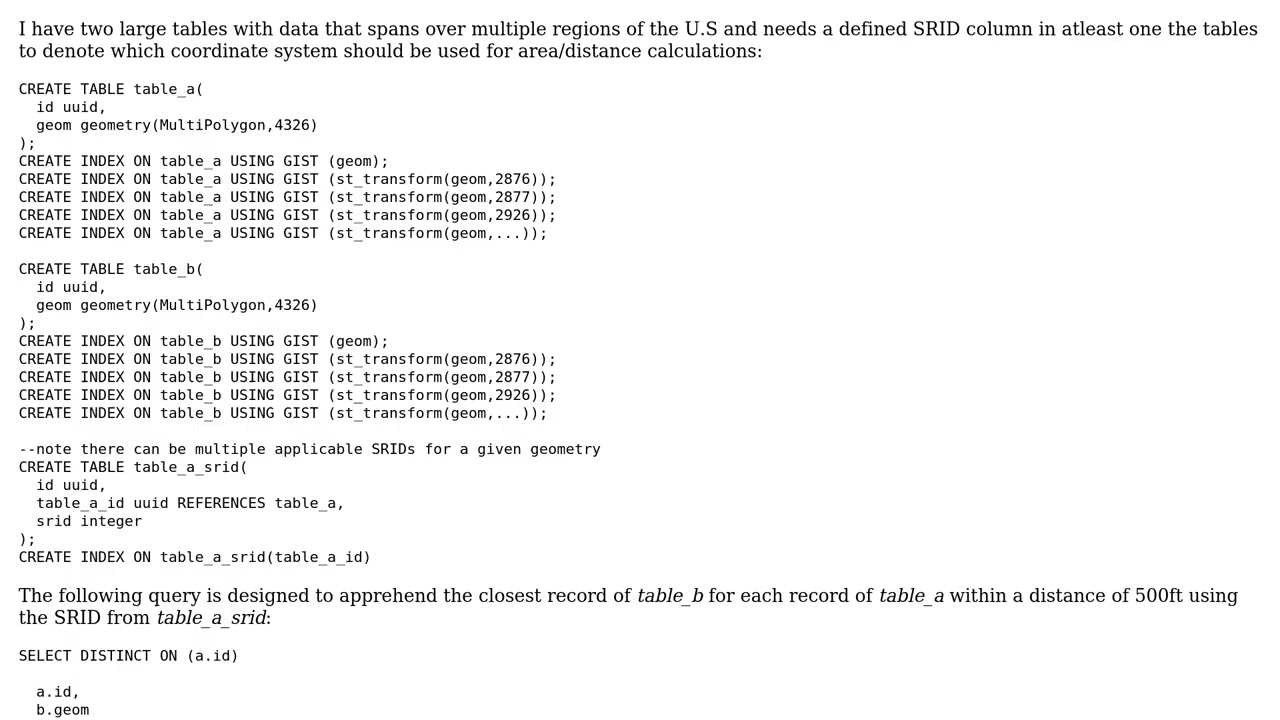 I have two large tables with data that spans over multiple regions of the U.S and needs a defined SRID column in atleast one the tables
to denote which coordinate system should be used for area/distance calculations:
CREATE TABLE table_a(
  id uuid,
  geom geometry(MultiPolygon,4326)
);
CREATE INDEX ON table_a USING GIST (geom);
CREATE INDEX ON table_a USING GIST (st_transform(geom,2876));
CREATE INDEX ON table_a USING GIST (st_transform(geom,2877));
CREATE INDEX ON table_a USING GIST (st_transform(geom,2926));
CREATE INDEX ON table_a USING GIST (st_transform(geom,...));
CREATE TABLE table_b(
  id uuid,
  geom geometry(MultiPolygon,4326)
);
CREATE INDEX ON table_b USING GIST (geom);
CREATE INDEX ON table_b USING GIST (st_transform(geom,2876));
CREATE INDEX ON table_b USING GIST (st_transform(geom,2877));
CREATE INDEX ON table_b USING GIST (st_transform(geom,2926));
CREATE INDEX ON table_b USING GIST (st_transform(geom,...));
--note there can be multiple applicable SRIDs for a given geometry
CREATE TABLE table_a_srid(
  id uuid,
  table_a_id uuid REFERENCES table_a,
  srid integer
);
CREATE INDEX ON table_a_srid(table_a_id)
The following query is designed to apprehend the closest record of table_b for each record of table_a within a distance of 500ft using
the SRID from table_a_srid:
SELECT DISTINCT ON (a.id)
  a.id,
  b.geom